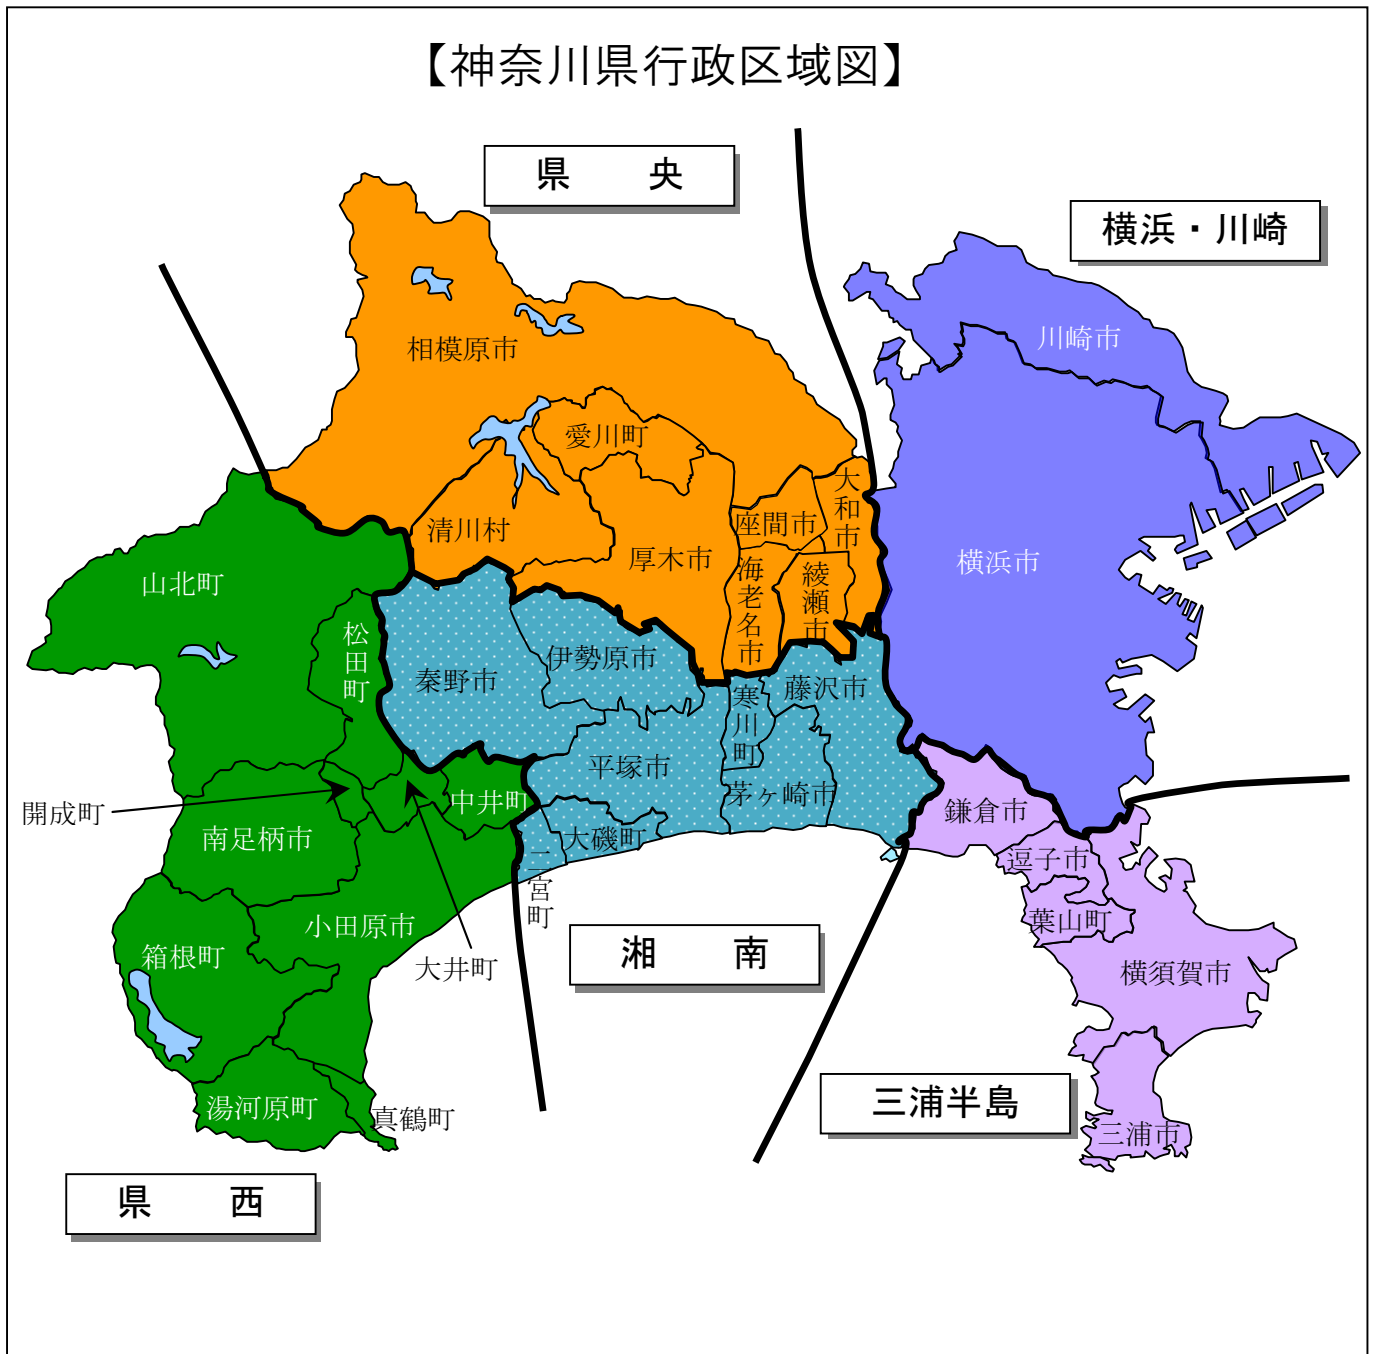 【神奈川県行政区域図】
県　央
横浜・川崎
川崎市
相模原市
愛川町
大和市
清川村
座間市
厚木市
海老名市
綾瀬市
横浜市
山北町
松田町
秦野市
伊勢原市
寒川町
藤沢市
平塚市
茅ヶ崎市
中井町
大磯町
二宮町
開成町
南足柄市
鎌倉市
逗子市
葉山町
小田原市
大井町
箱根町
横須賀市
湘　南
三浦半島
湯河原町
真鶴町
三浦市
県　西